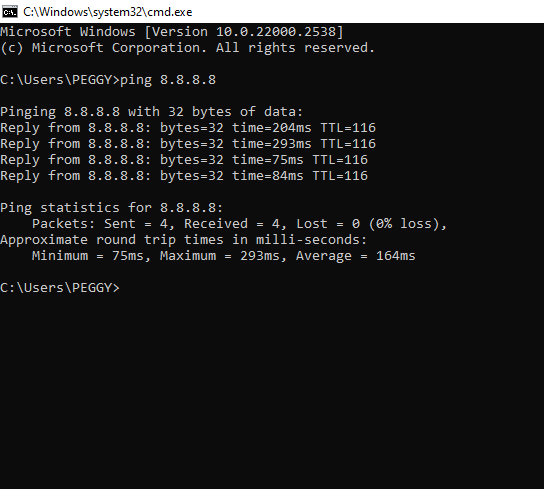 C:\Windows\system32\cmd.exe
Microsoft Windows [Version 10.0.22000.2538]
(c) Microsoft Corporation. All rights reserved.
C:\Users\PEGGY>ping 8.8.8.8
Pinging 8.8.8.8 with 32 bytes of data:
Reply from 8.8.8.8: bytes=32 time=204ms TTL=116
Reply from 8.8.8.8: bytes=32 time=293ms TTL=116
Reply from 8.8.8.8: bytes=32 time=75ms TTL=116
Reply from 8.8.8.8: bytes=32 time=84ms TTL=116
Ping statistics for 8.8.8.8:
    Packets: Sent = 4, Received = 4, Lost = 0 (0% loss),
Approximate round trip times in milli-seconds:
    Minimum = 75ms, Maximum = 293ms, Average = 164ms
C:\Users\PEGGY>